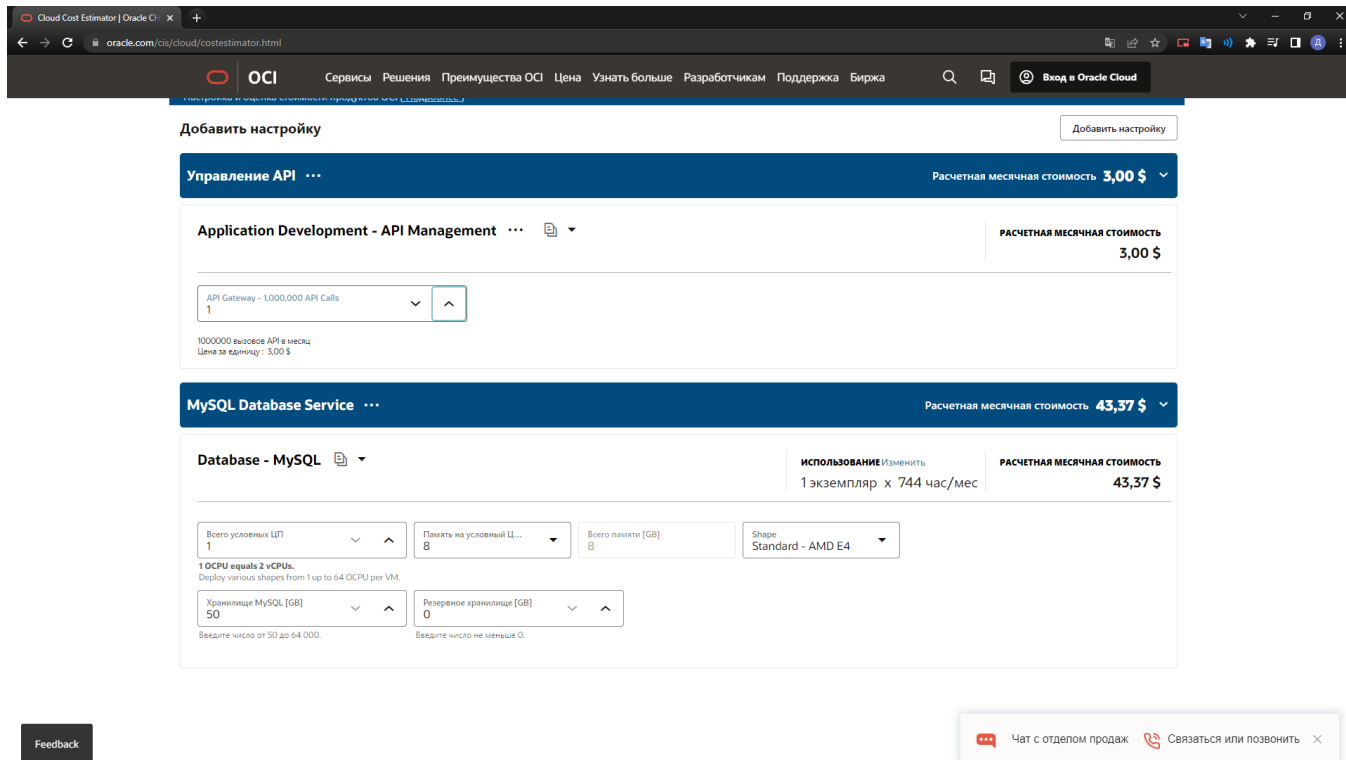 Cloud Cost Estimator | Oracle CH
oracle.com/cis/cloud/costestimator.html
OCI Сервисы Решения Преимущества OCI Цена Узнать больше Разработчикам Поддержка Биржа Вход в Oracle Cloud
Настройка и оценка стоимости продуктов OCI (Подробнее)
Добавить настройку Добавить настройку
Управление API ... Расчетная месячная стоимость 3,00 $
Application Development - API Management ... РАСЧЕТНАЯ МЕСЯЧНАЯ СТОИМОСТЬ
3,00 $
API Gateway - 1,000,000 API Calls
1
1000000 вызовов API в месяц
Цена за единицу : 3,00 $
MySQL Database Service ... Расчетная месячная стоимость 43,37 $
Database - MySQL ИСПОЛЬЗОВАНИЕ Изменить РАСЧЕТНАЯ МЕСЯЧНАЯ СТОИМОСТЬ
1 экземпляр x 744 час/мес 43,37 $
Всего условных ЦП Память на условный Ц... Всего памяти [GB] Shape
1 8 8 Standard - AMD E4
1 OCPU equals 2 vCPUs.
Deploy various shapes from 1 up to 64 OCPU per VM.
Хранилище MySQL [GB] Резервное хранилище [GB]
50 0
Введите число от 50 до 64 000. Введите число не меньше 0.
Feedback Чат с отделом продаж Связаться или позвонить